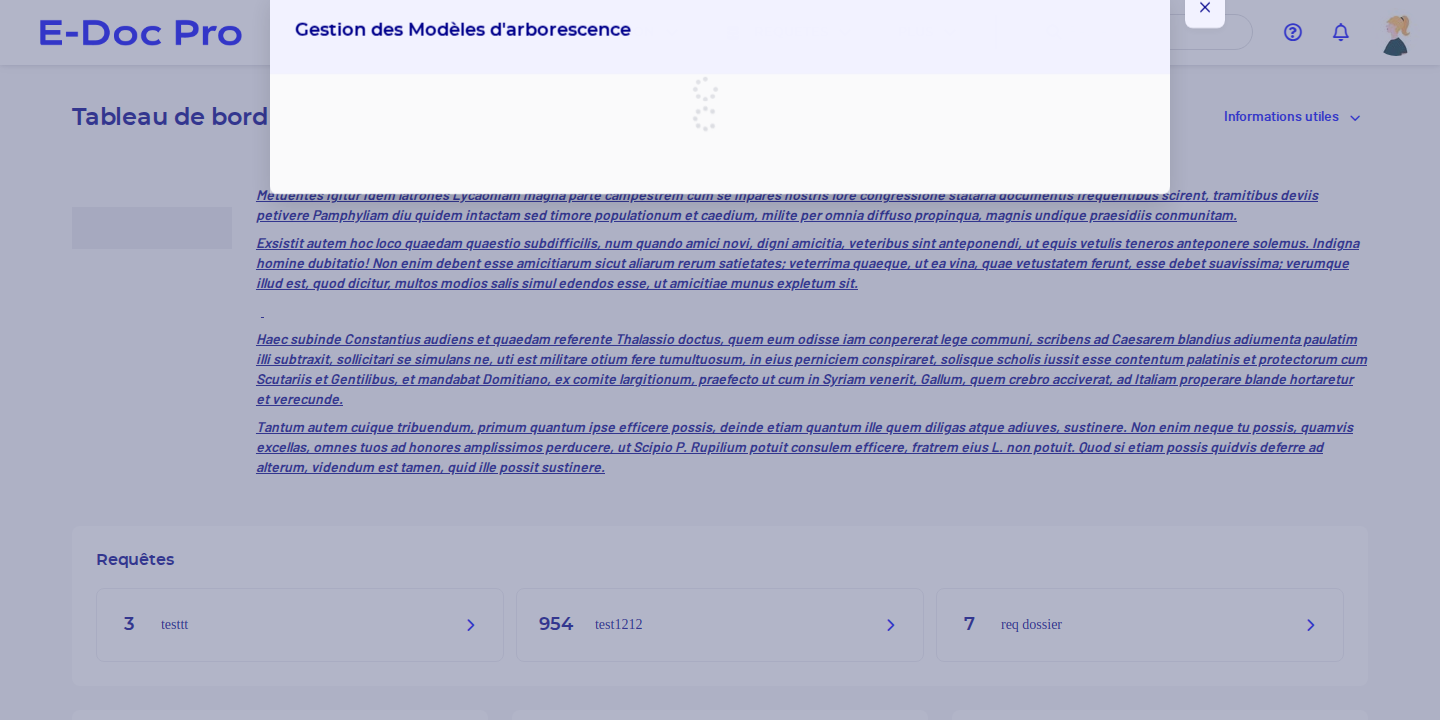 E-Doc Pro
Gestion des Modèles d'arborescence
Tableau de bord
Informations utiles
Metuentes igitur idem latrones Lycaoniam magna parte campestrem cum se inpares nostris fore congressione stataria documentis frequentibus scirent, tramitibus deviis
petivere Pamphyliam diu quidem intactam sed timore populationum et caedium, milite per omnia diffuso propinqua, magnis undique praesidiis conmunitam.
Exsistit autem hoc loco quaedam quaestio subdifficilis, num quando amici novi, digni amicitia, veteribus sint anteponendi, ut equis vetulis teneros anteponere solemus. Indigna
homine dubitatio! Non enim debent esse amicitiarum sicut aliarum rerum satietates; veterrima quaeque, ut ea vina, quae vetustatem ferunt, esse debet suavissima; verumque
illud est, quod dicitur, multos modios salis simul edendos esse, ut amicitiae munus expletum sit.
-
Haec subinde Constantius audiens et quaedam referente Thalassio doctus, quem eum odisse iam conpererat lege communi, scribens ad Caesarem blandius adiumenta paulatim
illi subtraxit, sollicitari se simulans ne, uti est militare otium fere tumultuosum, in eius perniciem conspiraret, solisque scholis iussit esse contentum palatinis et protectorum cum
Scutariis et Gentilibus, et mandabat Domitiano, ex comite largitionum, praefecto ut cum in Syriam venerit, Gallum, quem crebro acciverat, ad Italiam properare blande hortaretur
et verecunde.
Tantum autem cuique tribuendum, primum quantum ipse efficere possis, deinde etiam quantum ille quem diligas atque adiuves, sustinere. Non enim neque tu possis, quamvis
excellas, omnes tuos ad honores amplissimos perducere, ut Scipio P. Rupilium potuit consulem efficere, fratrem eius L. non potuit. Quod si etiam possis quidvis deferre ad
alterum, videndum est tamen, quid ille possit sustinere.
Requêtes
3 testtt
954 test1212
7 req dossier